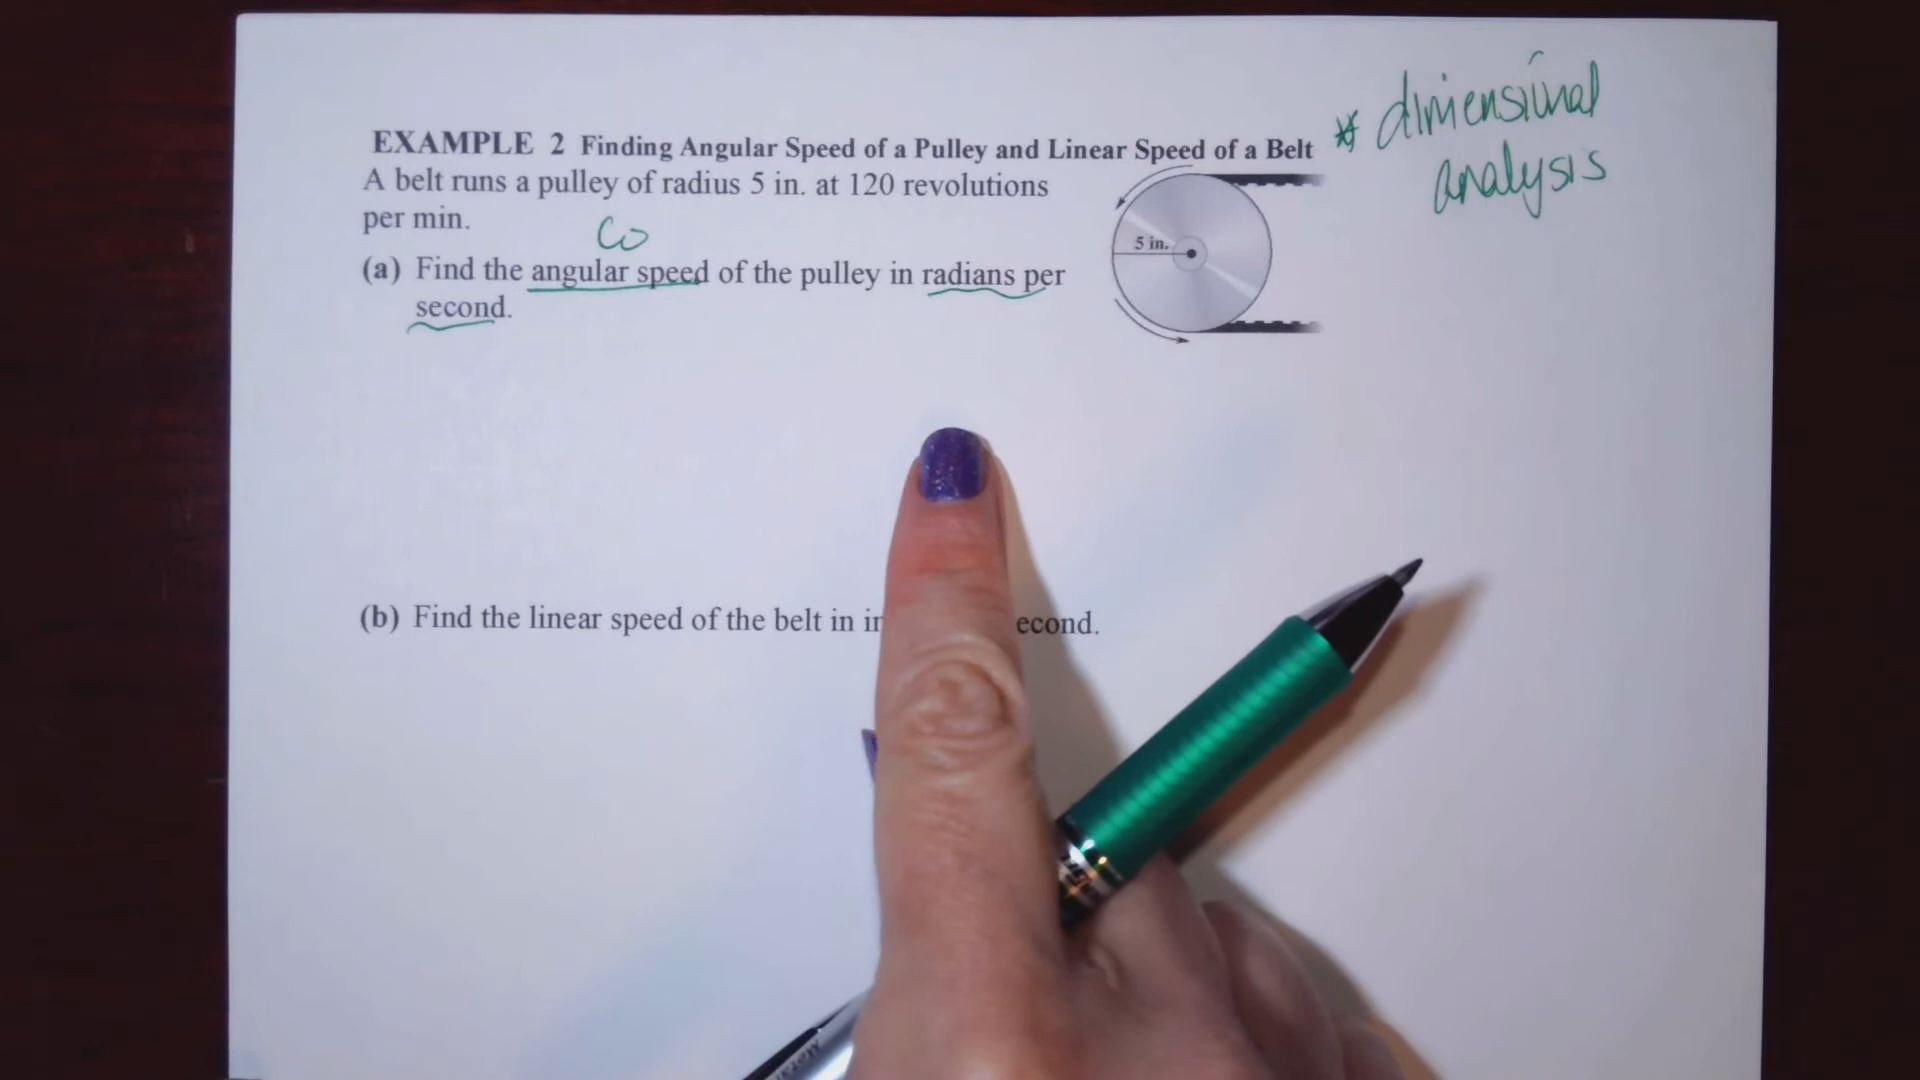 EXAMPLE 2 Finding Angular Speed of a Pulley and Linear Speed of a Belt
* dimensional
analysis
A belt runs a pulley of radius 5 in. at 120 revolutions
per min.
ω
5 in.
(a) Find the angular speed of the pulley in radians per
second.
(b) Find the linear speed of the belt in in econd.